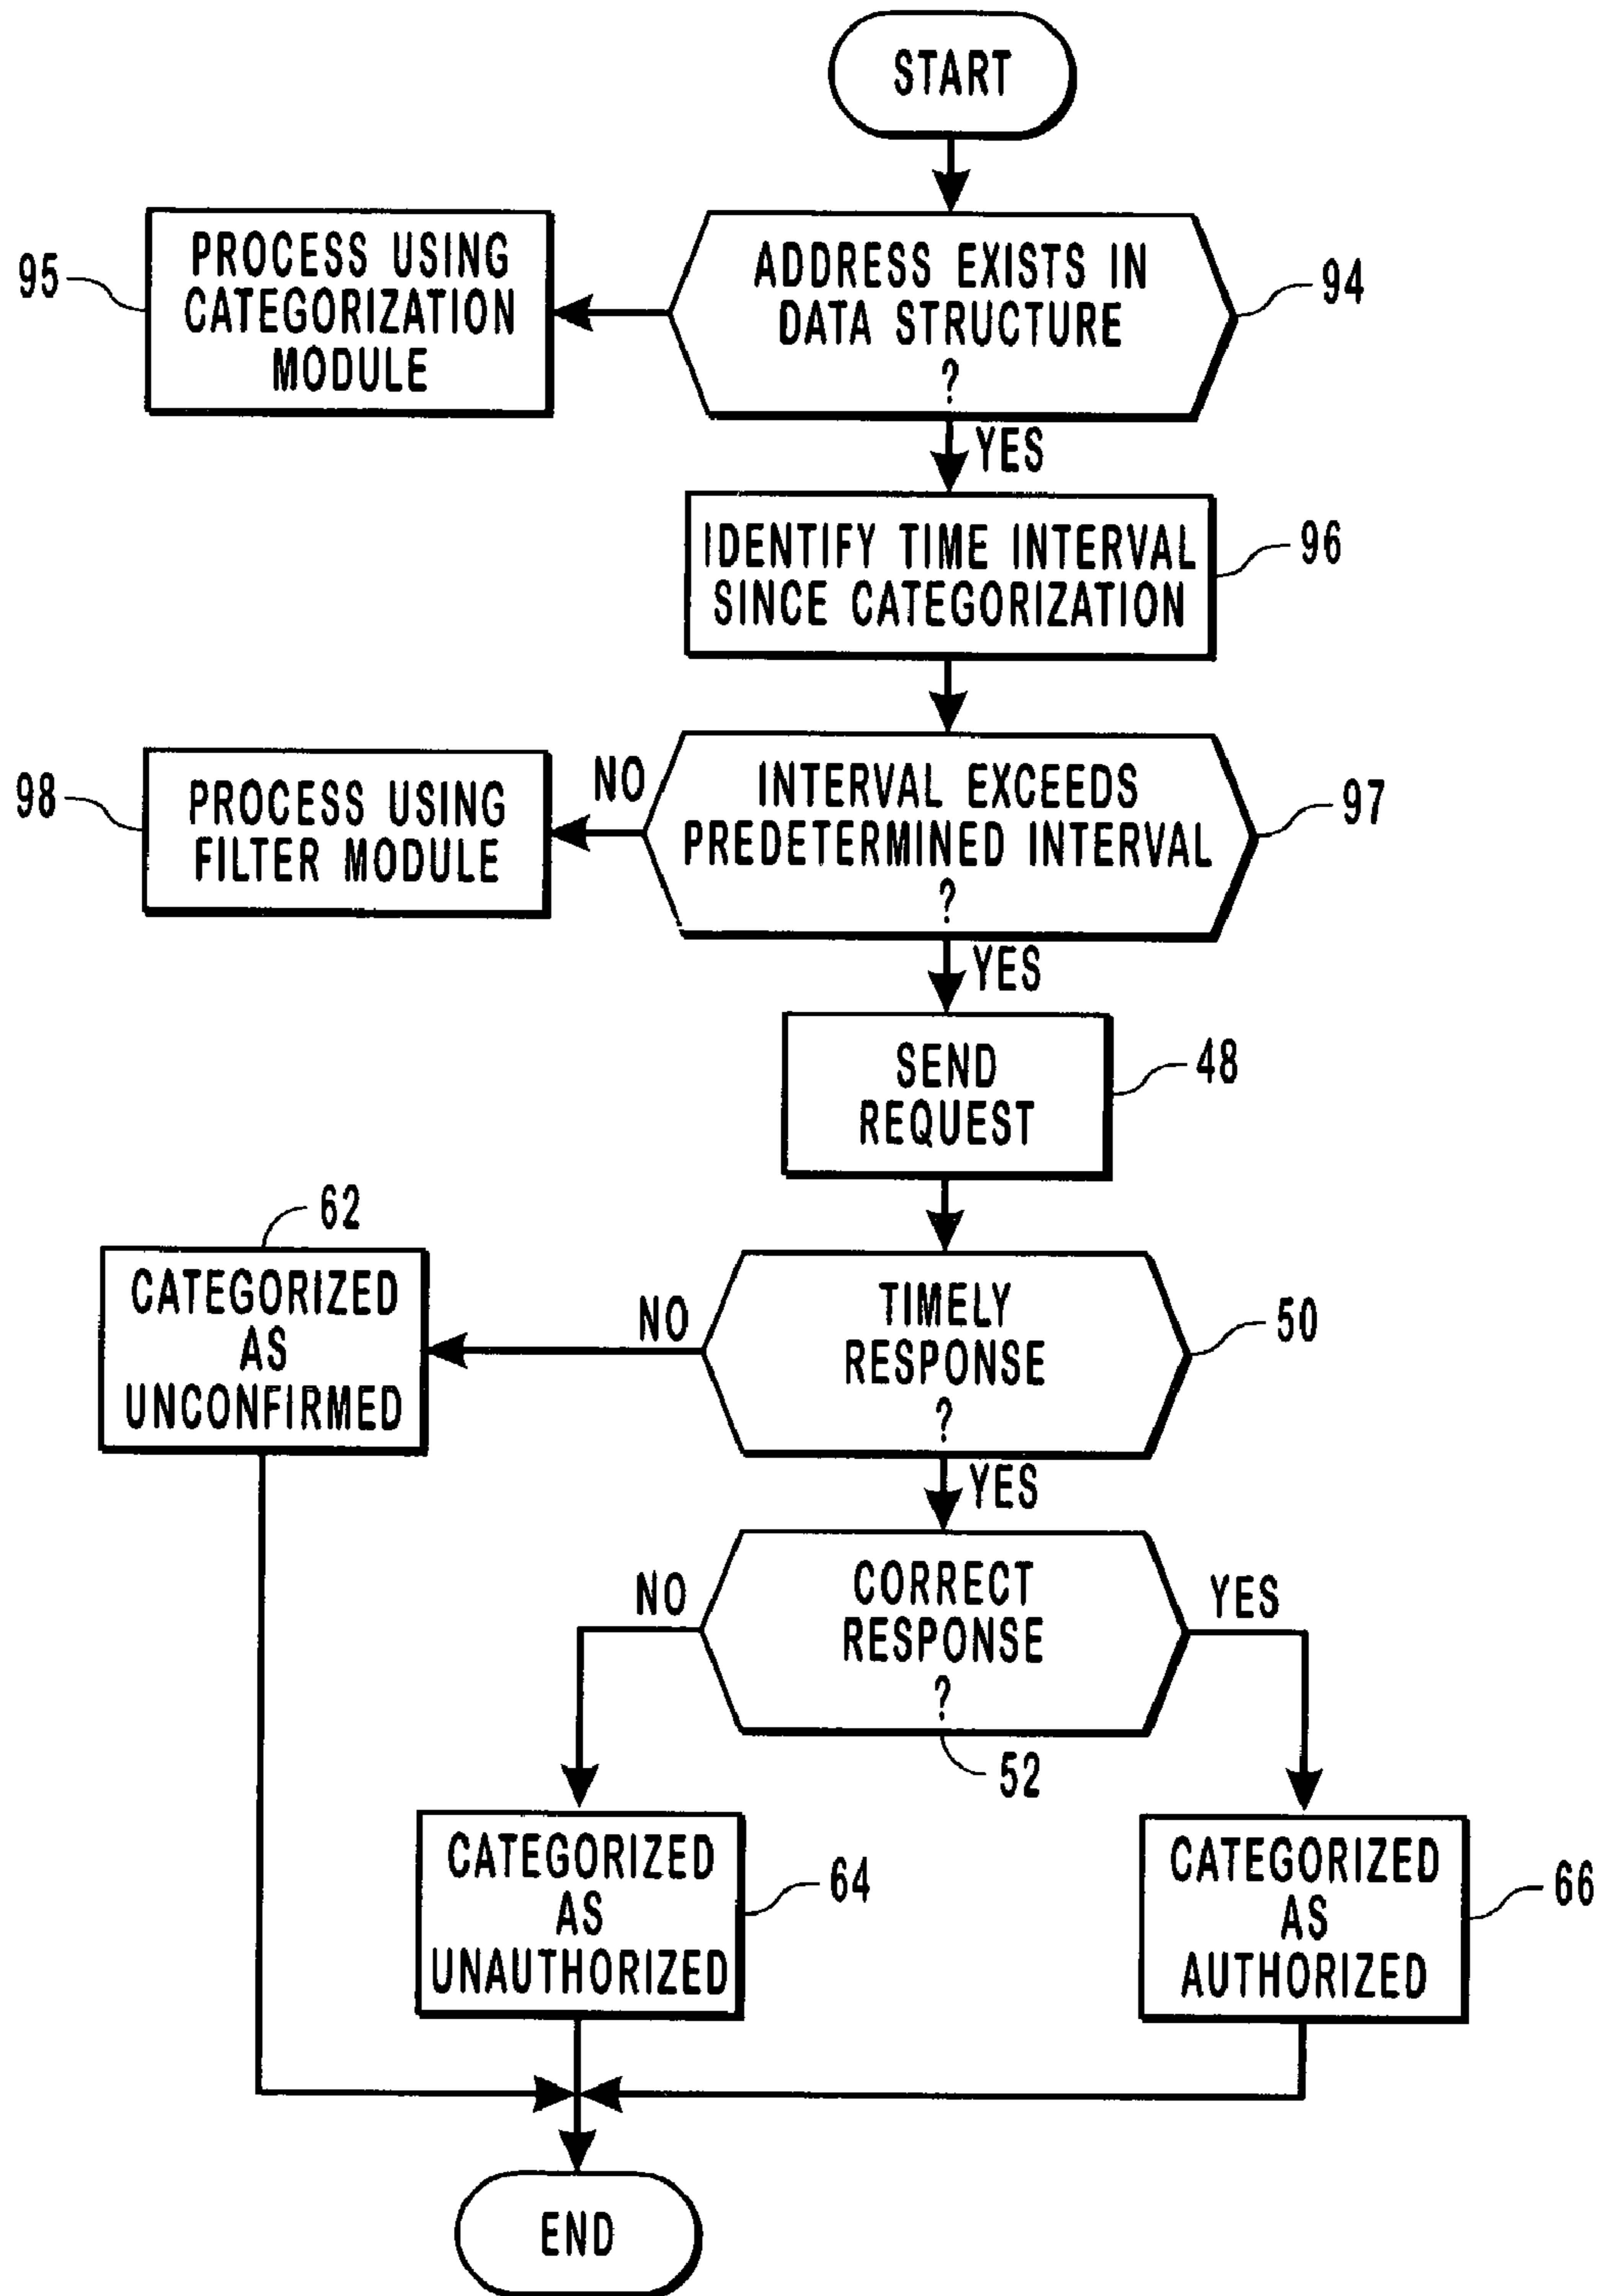 START
ADDRESS EXISTS IN
DATA STRUCTURE
?
94
PROCESS USING
CATEGORIZATION
MODULE
95
YES
IDENTIFY TIME INTERVAL
SINCE CATEGORIZATION
96
INTERVAL EXCEEDS
PREDETERMINED INTERVAL
?
97
NO
PROCESS USING
FILTER MODULE
98
YES
SEND
REQUEST
48
TIMELY
RESPONSE
?
50
NO
62
CATEGORIZED
AS
UNCONFIRMED
YES
CORRECT
RESPONSE
?
52
NO
YES
CATEGORIZED
AS
UNAUTHORIZED
64
CATEGORIZED
AS
AUTHORIZED
66
END